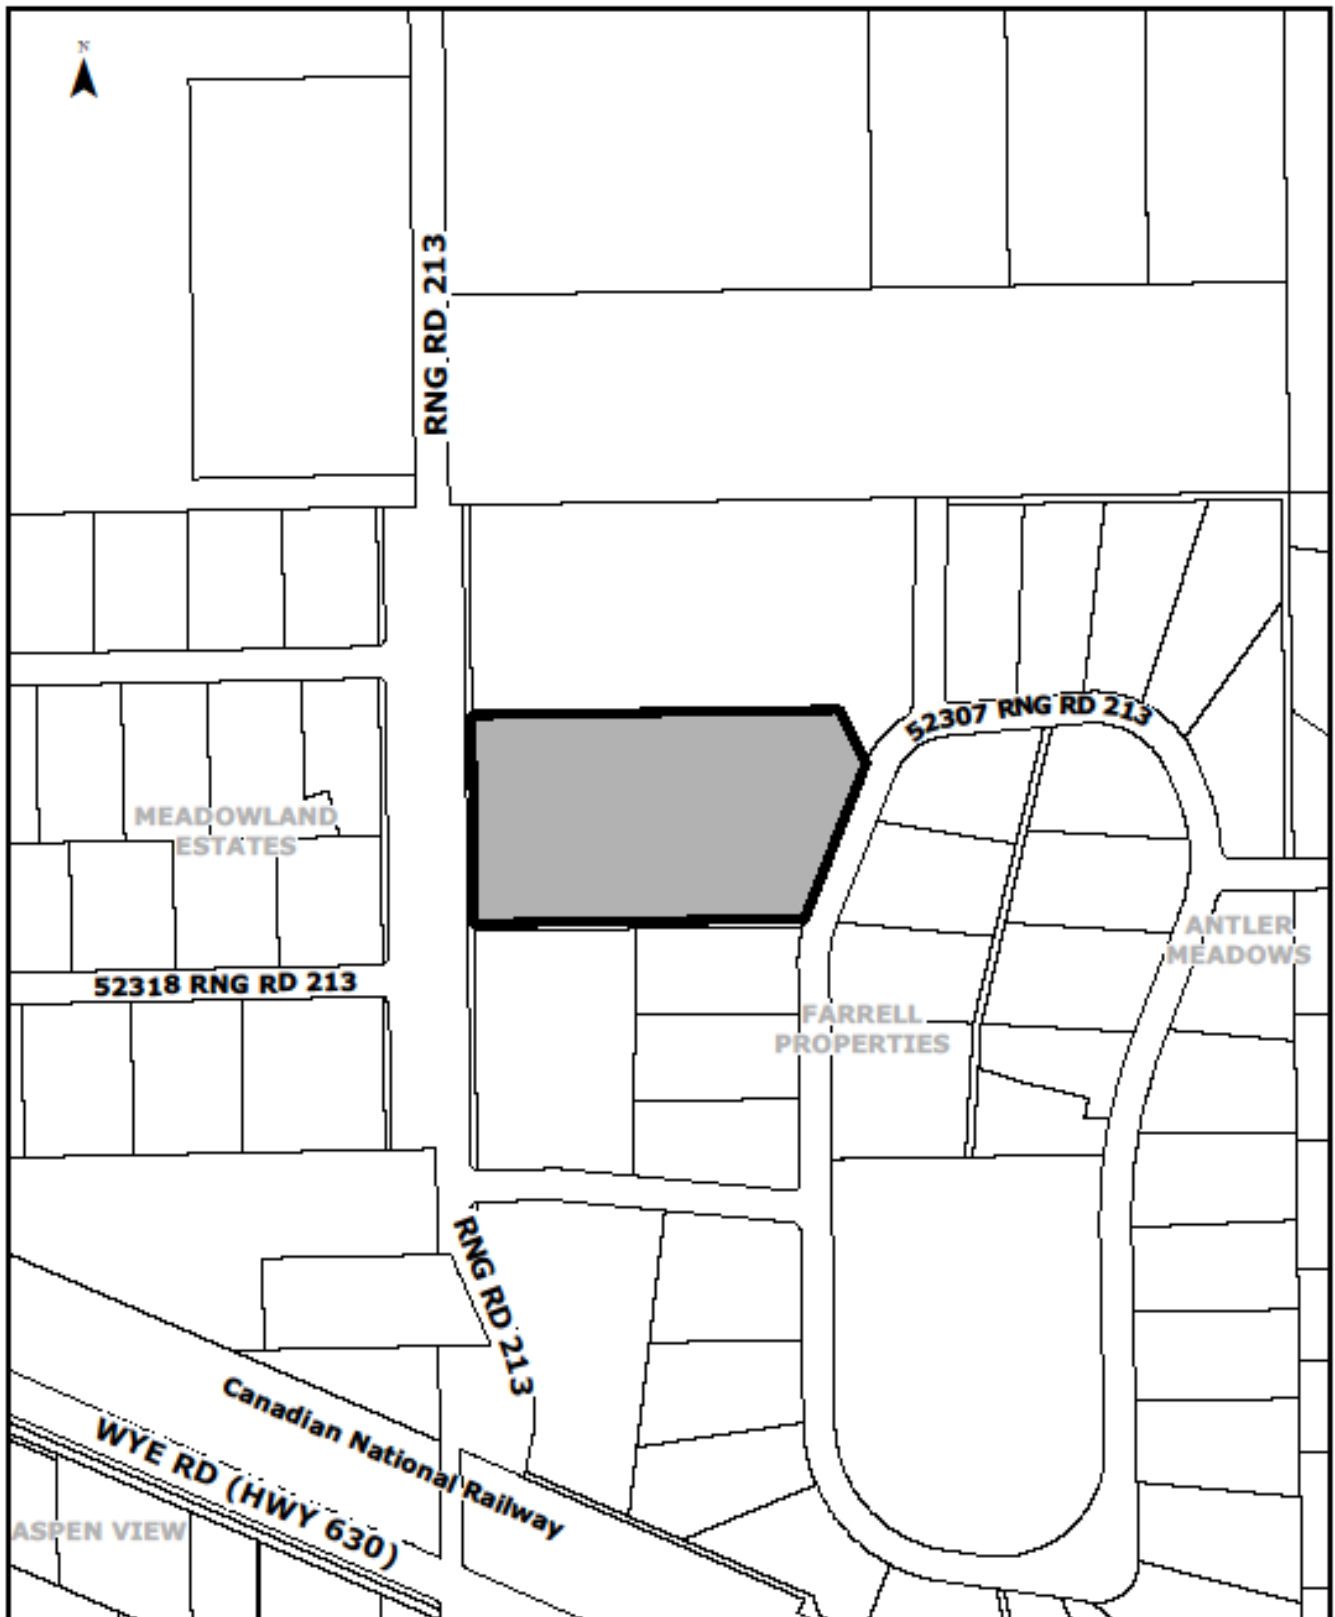 N
RNG RD 213
52307 RNG RD 213
MEADOWLAND
ESTATES
ANTLER
MEADOWS
52318 RNG RD 213
FARRELL
PROPERTIES
RNG RD 213
Canadian National Railway
WYE RD (HWY 630)
ASPEN VIEW